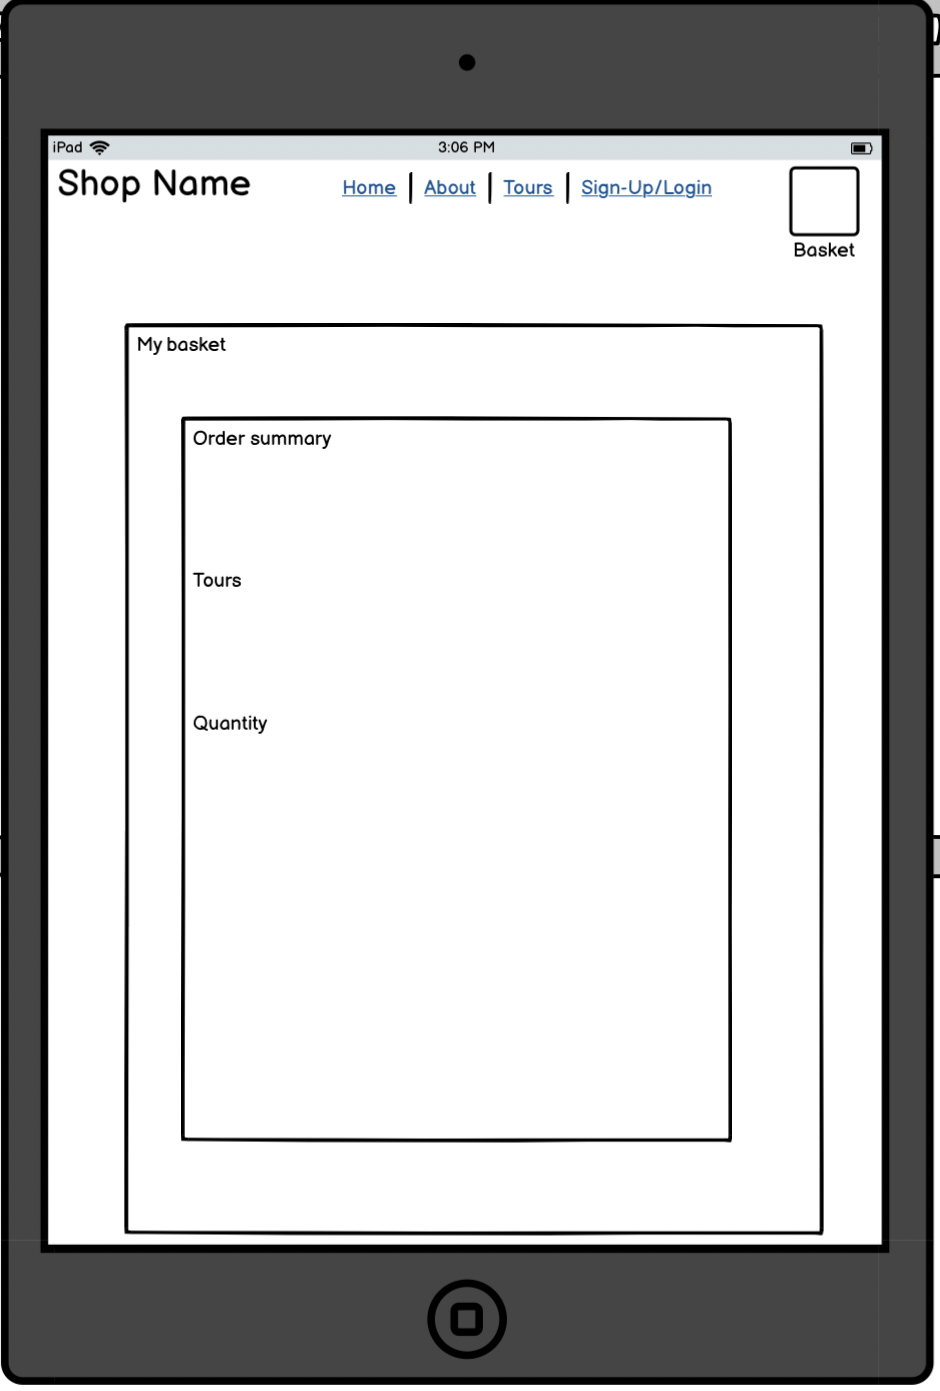 iPad 3:06 PM
Shop Name
Home | About | Tours | Sign-Up/Login
Basket
My basket
Order summary
Tours
Quantity